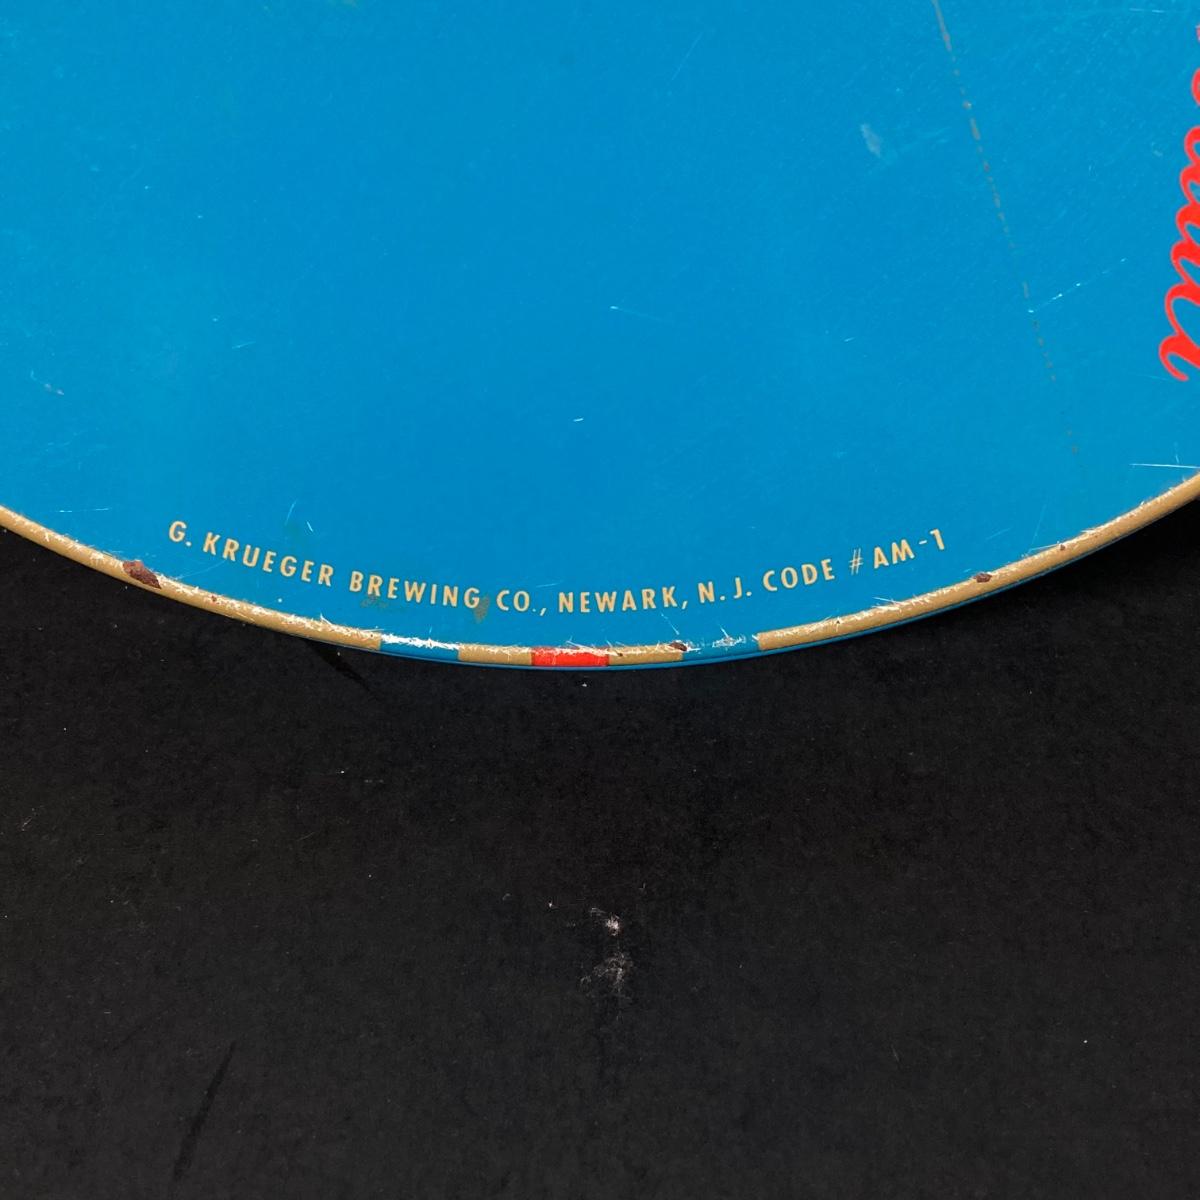 G. KRUEGER BREWING CO., NEWARK, N. J. CODE # AM-1